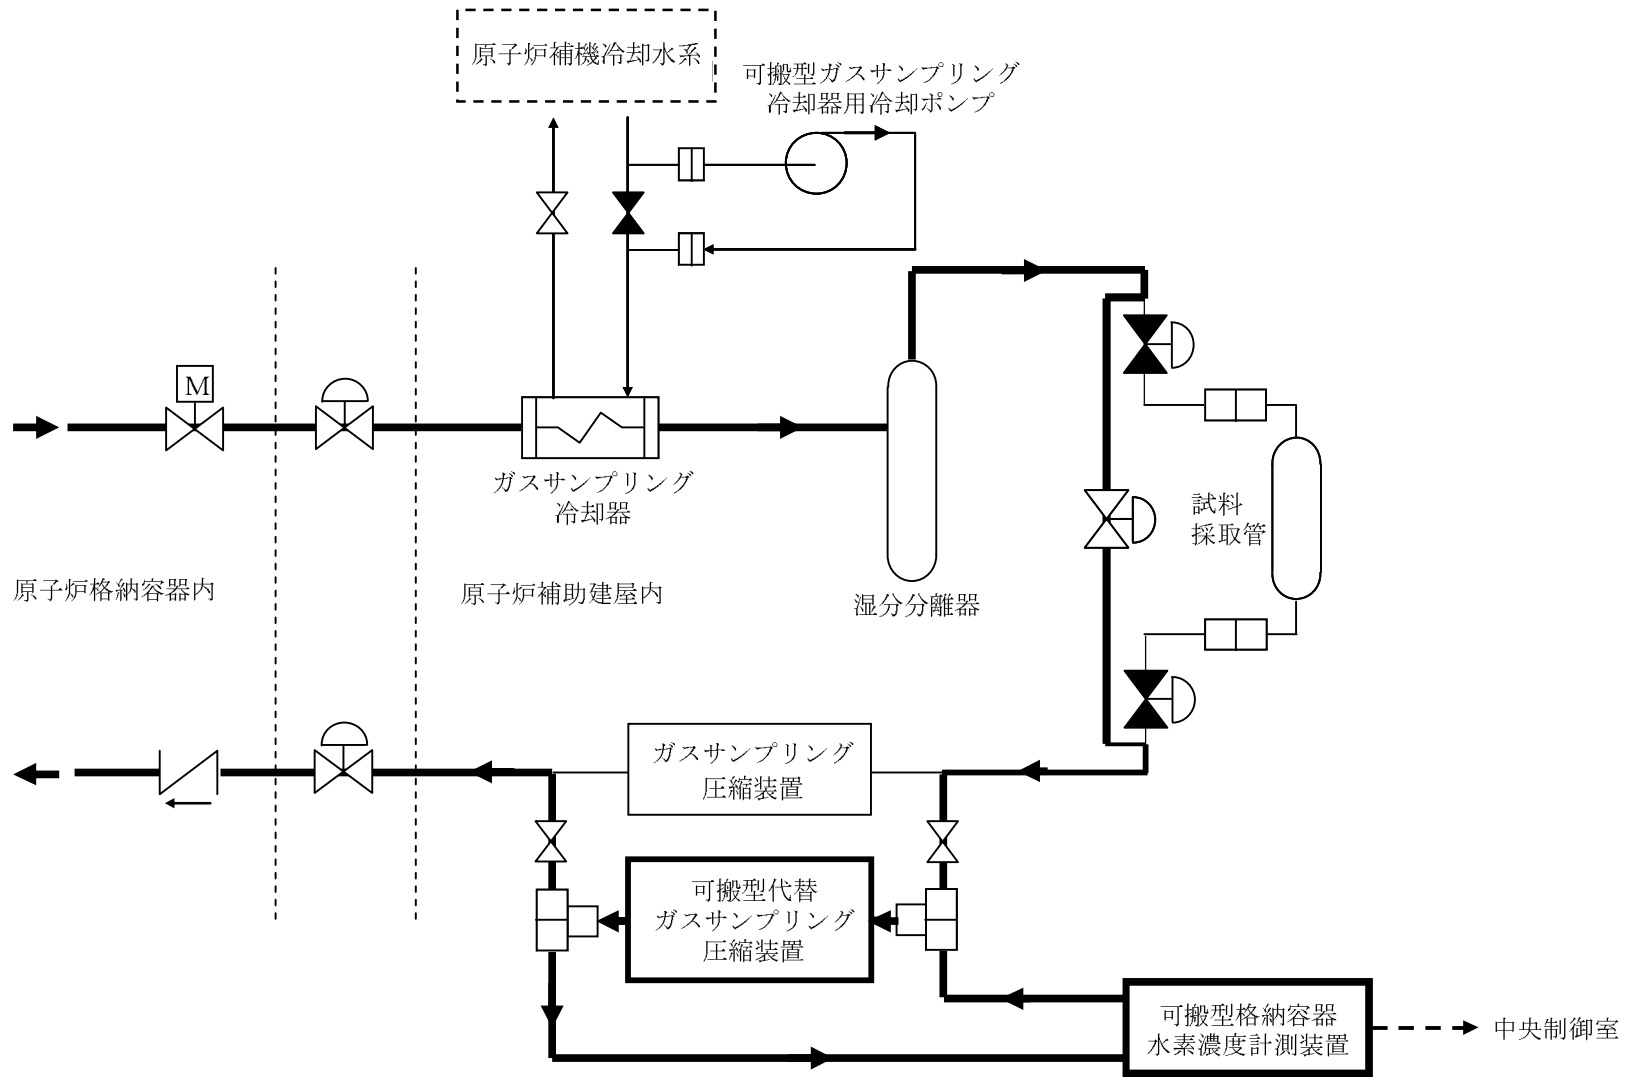 原子炉補機冷却水系
可搬型ガスサンプリング
冷却器用冷却ポンプ
M
ガスサンプリング
冷却器
試料
採取管
原子炉格納容器内
原子炉補助建屋内
湿分分離器
ガスサンプリング
圧縮装置
可搬型代替
ガスサンプリング
圧縮装置
可搬型格納容器
水素濃度計測装置
中央制御室